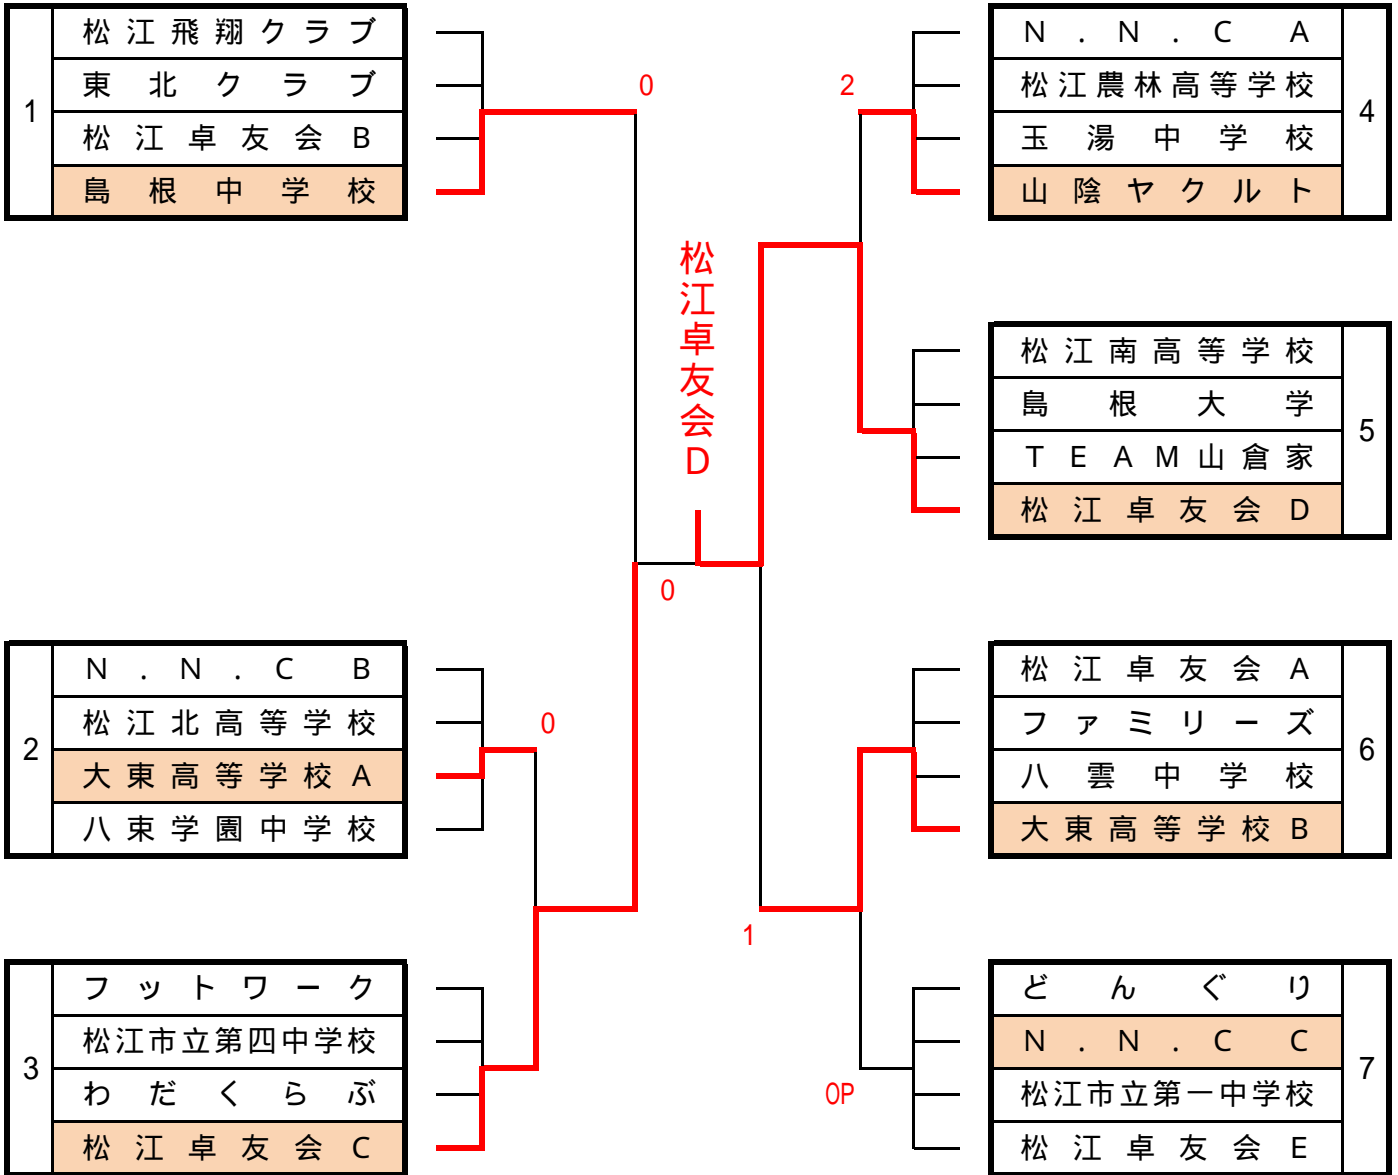 1
松江飛翔クラブ
東北クラブ
松江卓友会B
島根中学校
0
2
N.N.C A
松江農林高等学校
玉湯中学校
山陰ヤクルト
4
松江卓友会D
松江南高等学校
島根大学
TEAM山倉家
松江卓友会D
5
0
2
N.N.C B
松江北高等学校
大東高等学校A
八束学園中学校
0
松江卓友会A
ファミリーズ
八雲中学校
大東高等学校B
6
1
3
フットワーク
松江市立第四中学校
わだくらぶ
松江卓友会C
0P
どんぐり
N.N.C C
松江市立第一中学校
松江卓友会E
7